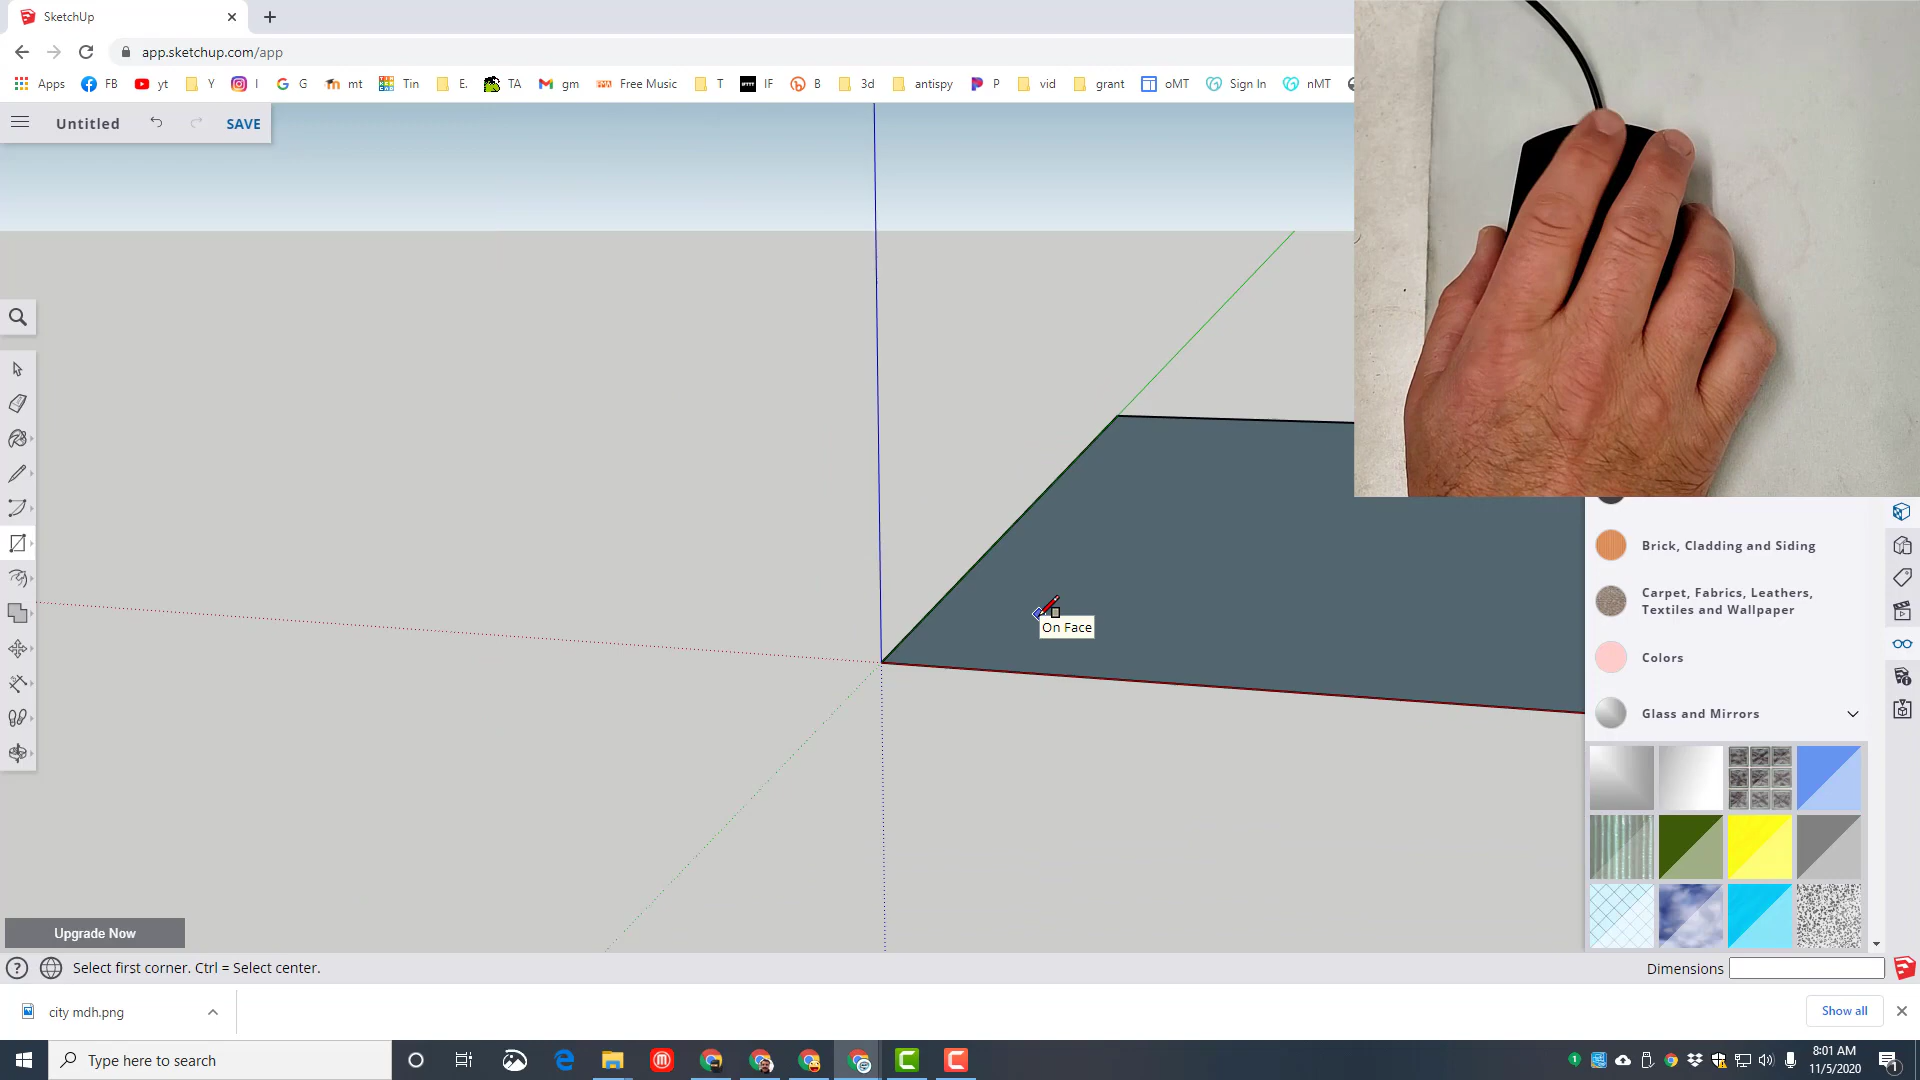 SketchUp
app.sketchup.com/app
Apps FB yt Y I G mt Tin E. TA gm Free Music T IF B 3d antispy P vid grant oMT Sign In nMT
Untitled SAVE
On Face
Brick, Cladding and Siding
Carpet, Fabrics, Leathers,
Textiles and Wallpaper
Colors
Glass and Mirrors
Upgrade Now
Select first corner. Ctrl = Select center.
Dimensions
city mdh.png
Show all
Type here to search
8:01 AM
11/5/2020